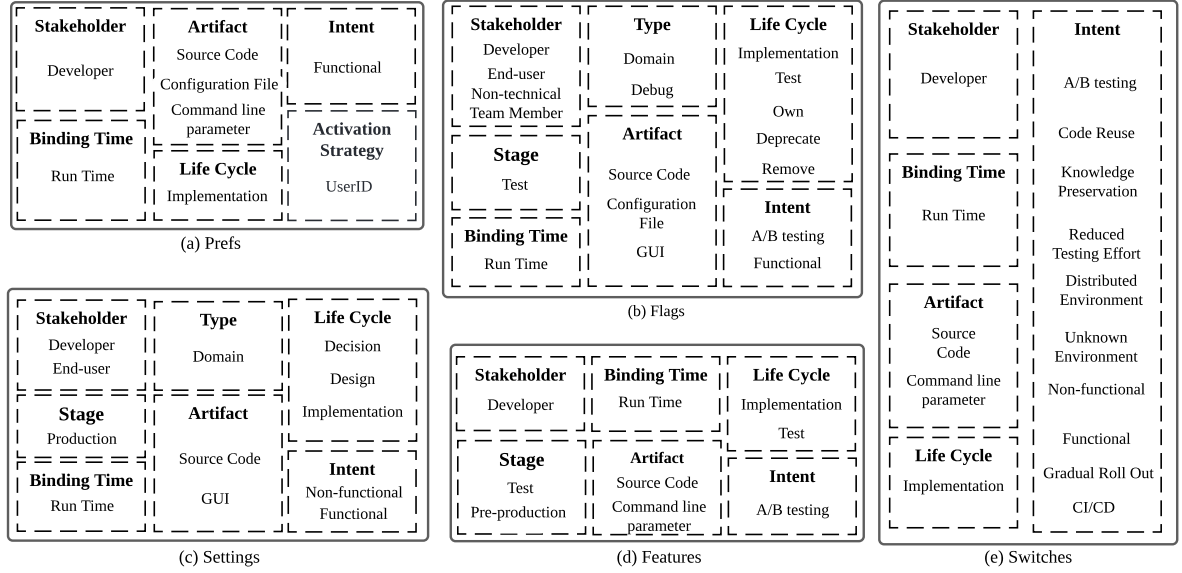 Stakeholder
Developer
Binding Time
Run Time
Artifact
Source Code
Configuration File
Command line
parameter
Life Cycle
Implementation
Intent
Functional
Activation
Strategy
UserID
(a) Prefs
Stakeholder
Developer
End-user
Non-technical
Team Member
Stage
Test
Binding Time
Run Time
Type
Domain
Debug
Artifact
Source Code
Configuration
File
GUI
Life Cycle
Implementation
Test
Own
Deprecate
Remove
Intent
A/B testing
Functional
(b) Flags
Stakeholder
Developer
End-user
Stage
Production
Binding Time
Run Time
Type
Domain
Artifact
Source Code
GUI
Life Cycle
Decision
Design
Implementation
Intent
Non-functional
Functional
(c) Settings
Stakeholder
Developer
Stage
Test
Pre-production
Binding Time
Run Time
Artifact
Source Code
Command line
parameter
Life Cycle
Implementation
Test
Intent
A/B testing
(d) Features
Stakeholder
Developer
Binding Time
Run Time
Artifact
Source
Code
Command line
parameter
Life Cycle
Implementation
Intent
A/B testing
Code Reuse
Knowledge
Preservation
Reduced
Testing Effort
Distributed
Environment
Unknown
Environment
Non-functional
Functional
Gradual Roll Out
CI/CD
(e) Switches